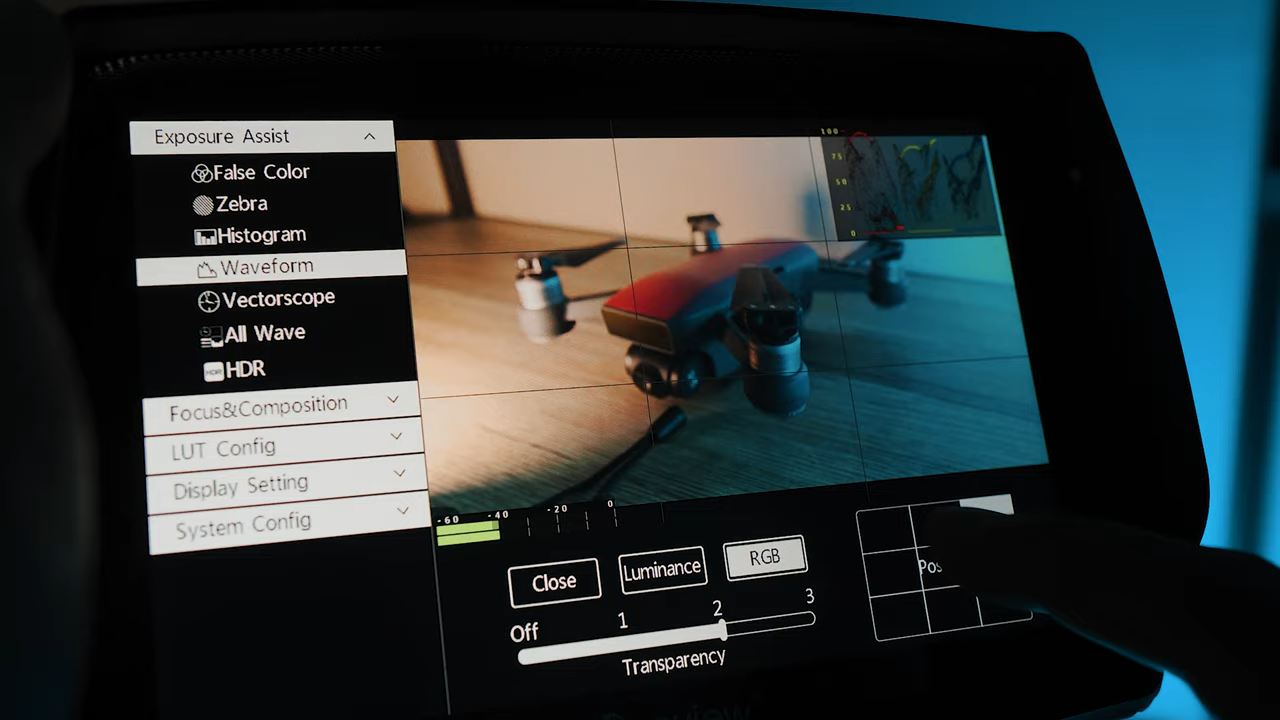 Exposure Assist
False Color
Zebra
Histogram
Waveform
Vectorscope
All Wave
HDR
Focus&Composition
LUT Config
Display Setting
System Config
100
75
50
25
0
-60 -40 -20 0
Close Luminance RGB
Off 1 2 3
Transparency
Pos